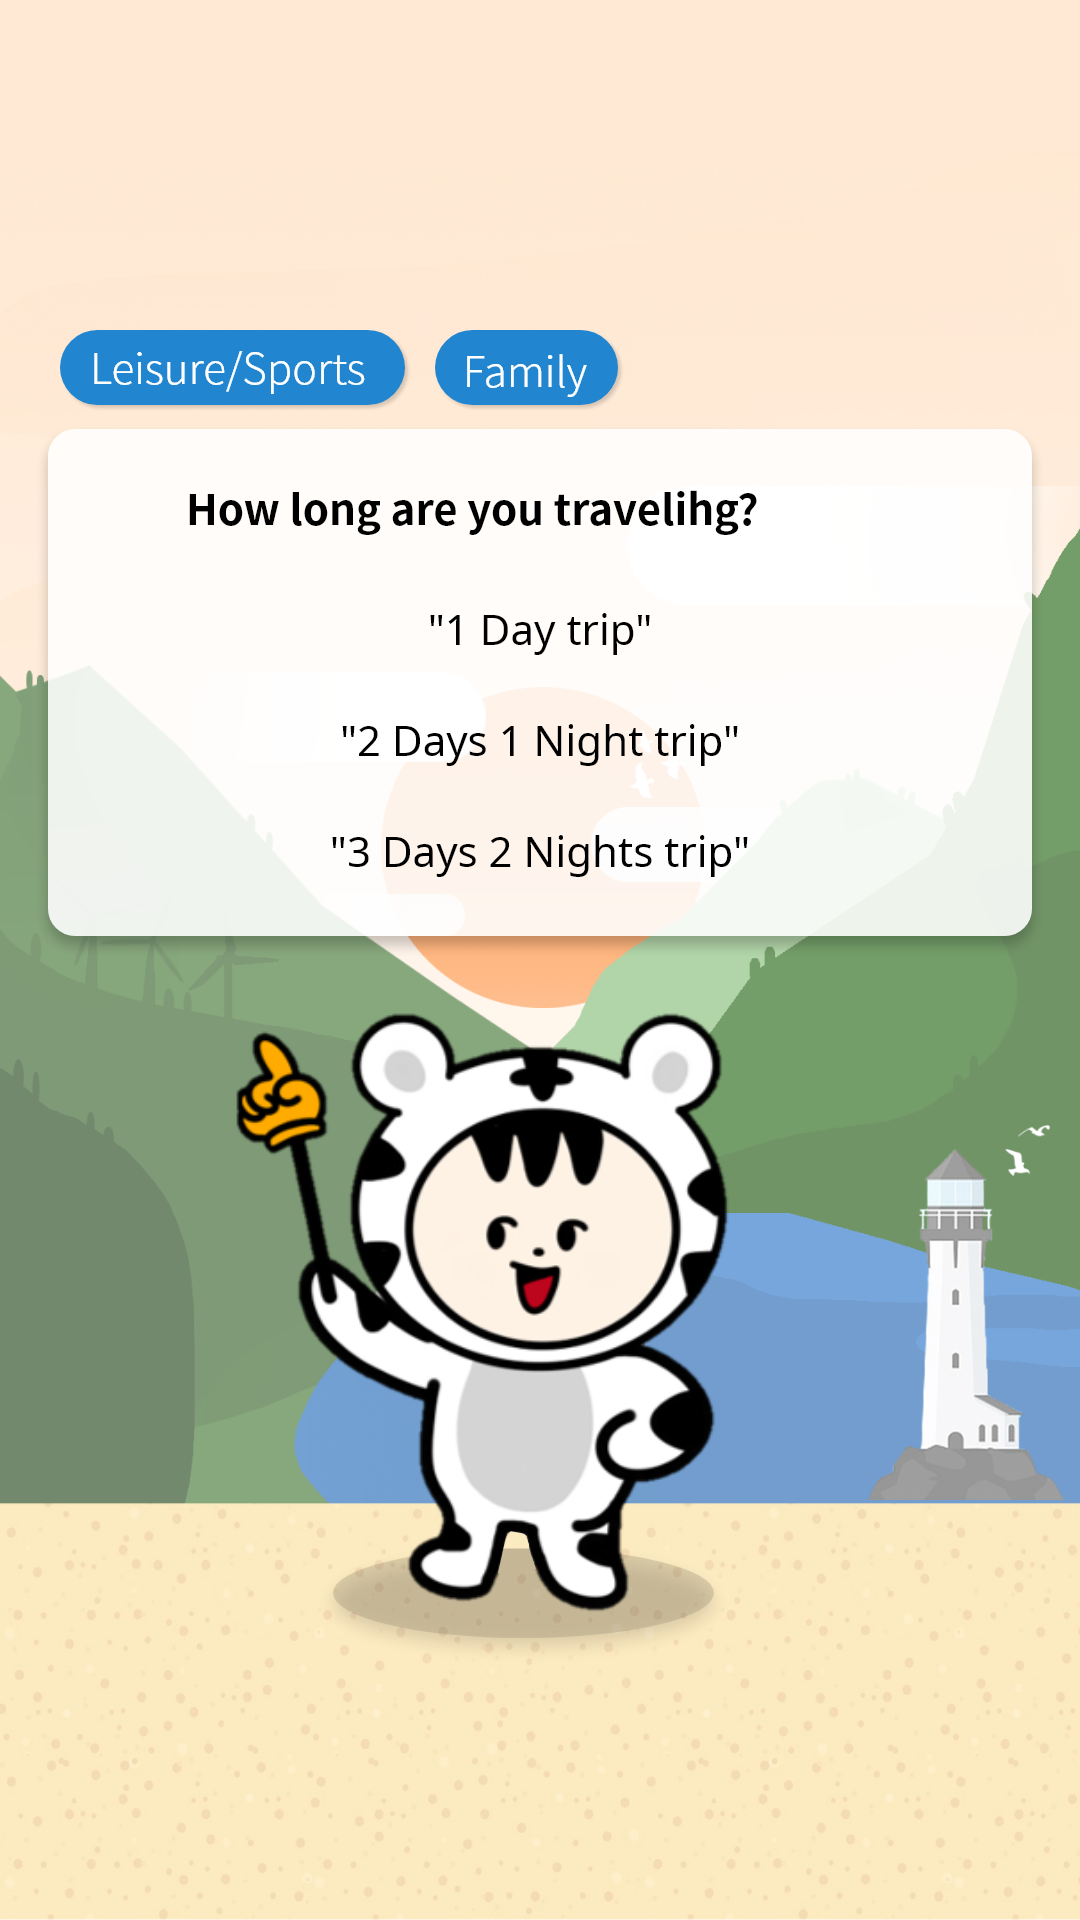 Leisure/Sports Family
How long are you travelihg?
"1 Day trip"
"2 Days 1 Night trip"
"3 Days 2 Nights trip"